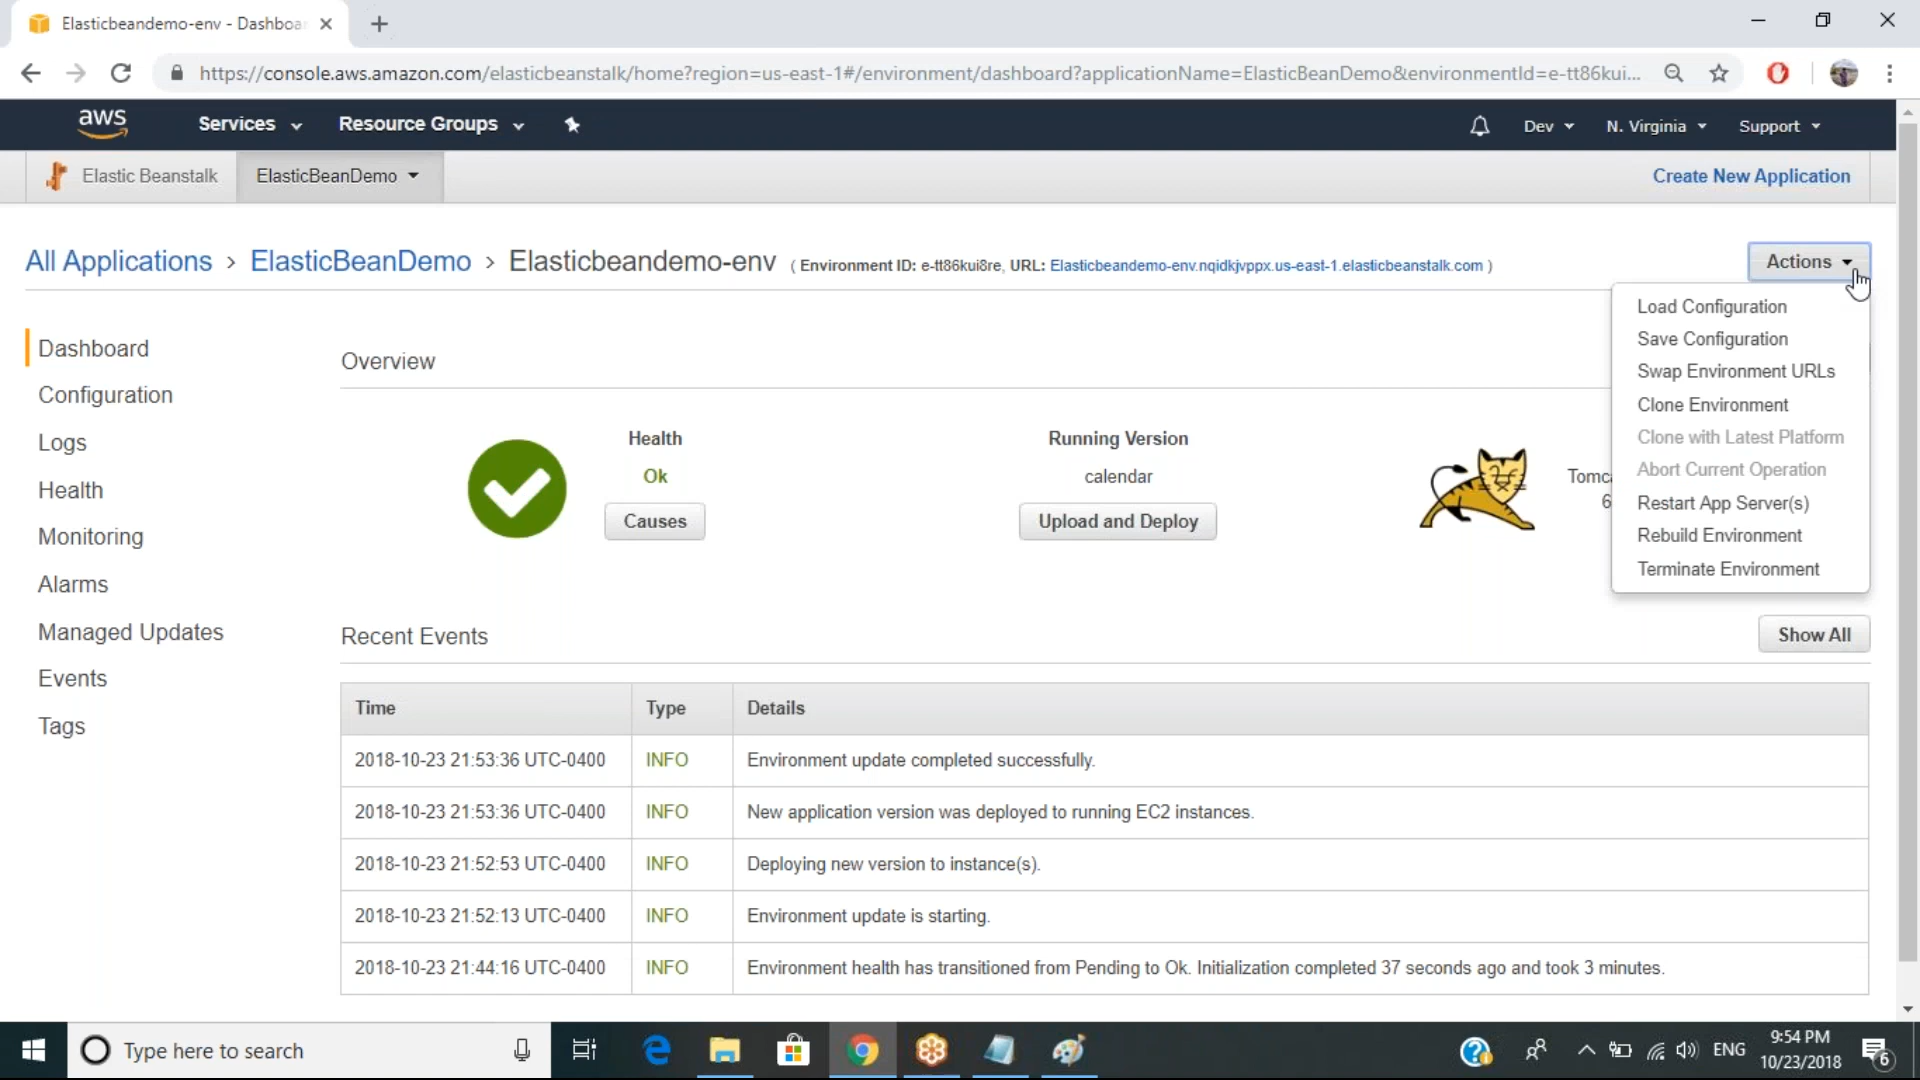 Elasticbeandemo-env - Dashboar
https://console.aws.amazon.com/elasticbeanstalk/home?region=us-east-1#/environment/dashboard?applicationName=ElasticBeanDemo&environmentId=e-tt86kui...
aws Services Resource Groups Dev N. Virginia Support
Elastic Beanstalk ElasticBeanDemo Create New Application
All Applications › ElasticBeanDemo › Elasticbeandemo-env ( Environment ID: e-tt86kui8re, URL: Elasticbeandemo-env.nqidkjvppx.us-east-1.elasticbeanstalk.com )
Actions
Load Configuration
Save Configuration
Swap Environment URLs
Clone Environment
Clone with Latest Platform
Abort Current Operation
Restart App Server(s)
Rebuild Environment
Terminate Environment
Dashboard
Configuration
Logs
Health
Monitoring
Alarms
Managed Updates
Events
Tags
Overview
Health
Ok
Causes
Running Version
calendar
Upload and Deploy
Tomc
6
Recent Events
Show All
Time Type Details
2018-10-23 21:53:36 UTC-0400 INFO Environment update completed successfully.
2018-10-23 21:53:36 UTC-0400 INFO New application version was deployed to running EC2 instances.
2018-10-23 21:52:53 UTC-0400 INFO Deploying new version to instance(s).
2018-10-23 21:52:13 UTC-0400 INFO Environment update is starting.
2018-10-23 21:44:16 UTC-0400 INFO Environment health has transitioned from Pending to Ok. Initialization completed 37 seconds ago and took 3 minutes.
Type here to search
ENG
9:54 PM
10/23/2018
6